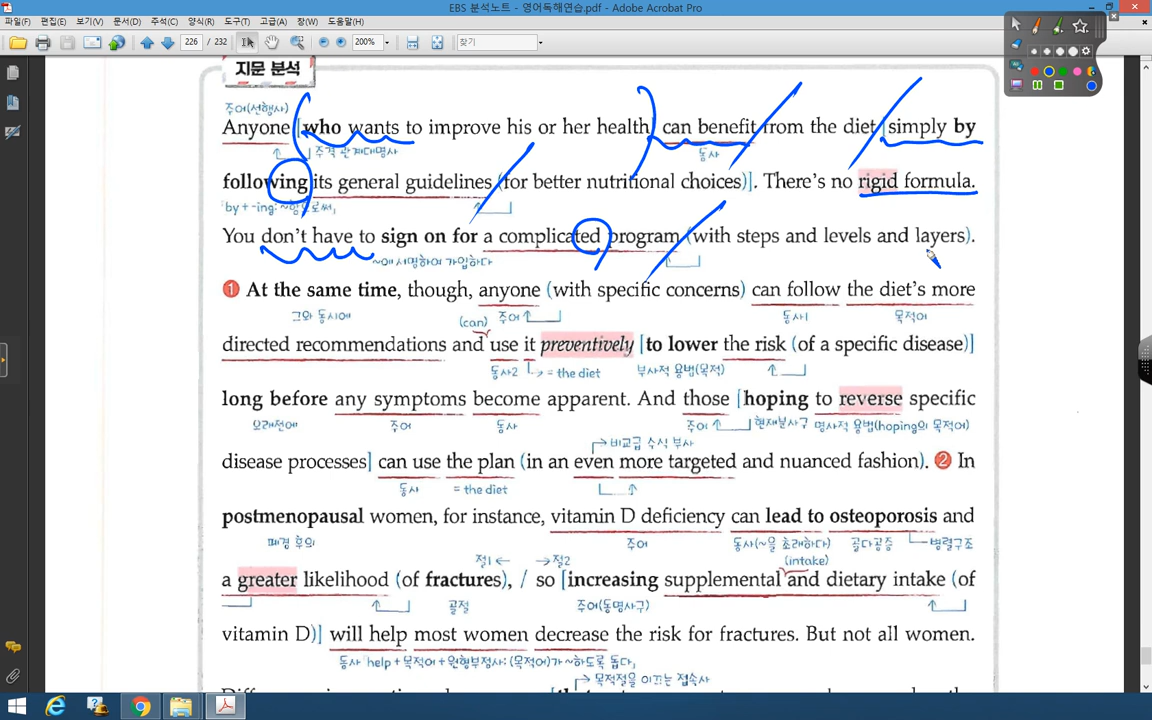 EBS 분석노트 - 영어독해연습.pdf - Adobe Acrobat Pro
파일(F) 편집(E) 보기(V) 문서(D) 주석(C) 양식(R) 도구(T) 고급(A) 창(W) 도움말(H)
226 / 232 200% 찾기
지문 분석
주어(선행사)
Anyone [who wants to improve his or her health can benefit from the diet [simply by
주격 관계대명사 동사
following its general guidelines (for better nutritional choices)]. There's no rigid formula.
by + -ing: ~함으로써,
You don't have to sign on for a complicated program (with steps and levels and layers).
~에 서명하여 가입하다
❶ At the same time, though, anyone (with specific concerns) can follow the diet's more
그와 동시에 (can) 주어 동사1 목적어
directed recommendations and use it preventively [to lower the risk (of a specific disease)]
동사2 = the diet 부사적 용법(목적)
long before any symptoms become apparent. And those [hoping to reverse specific
오래전에 주어 동사 주어 현재분사구 명사적 용법(hoping의 목적어)
비교급 수식 부사
disease processes] can use the plan (in an even more targeted and nuanced fashion). ❷ In
동사 = the diet
postmenopausal women, for instance, vitamin D deficiency can lead to osteoporosis and
폐경 후의 주어 동사(~을 초래하다) 골다공증 병렬구조
절1 ← → 절2 (intake)
a greater likelihood (of fractures), / so [increasing supplemental and dietary intake (of
골절 주어(동명사구)
vitamin D)] will help most women decrease the risk for fractures. But not all women.
동사 help + 목적어 + 원형부정사: (목적어)가 ~하도록 돕다,
목적절을 이끄는 접속사